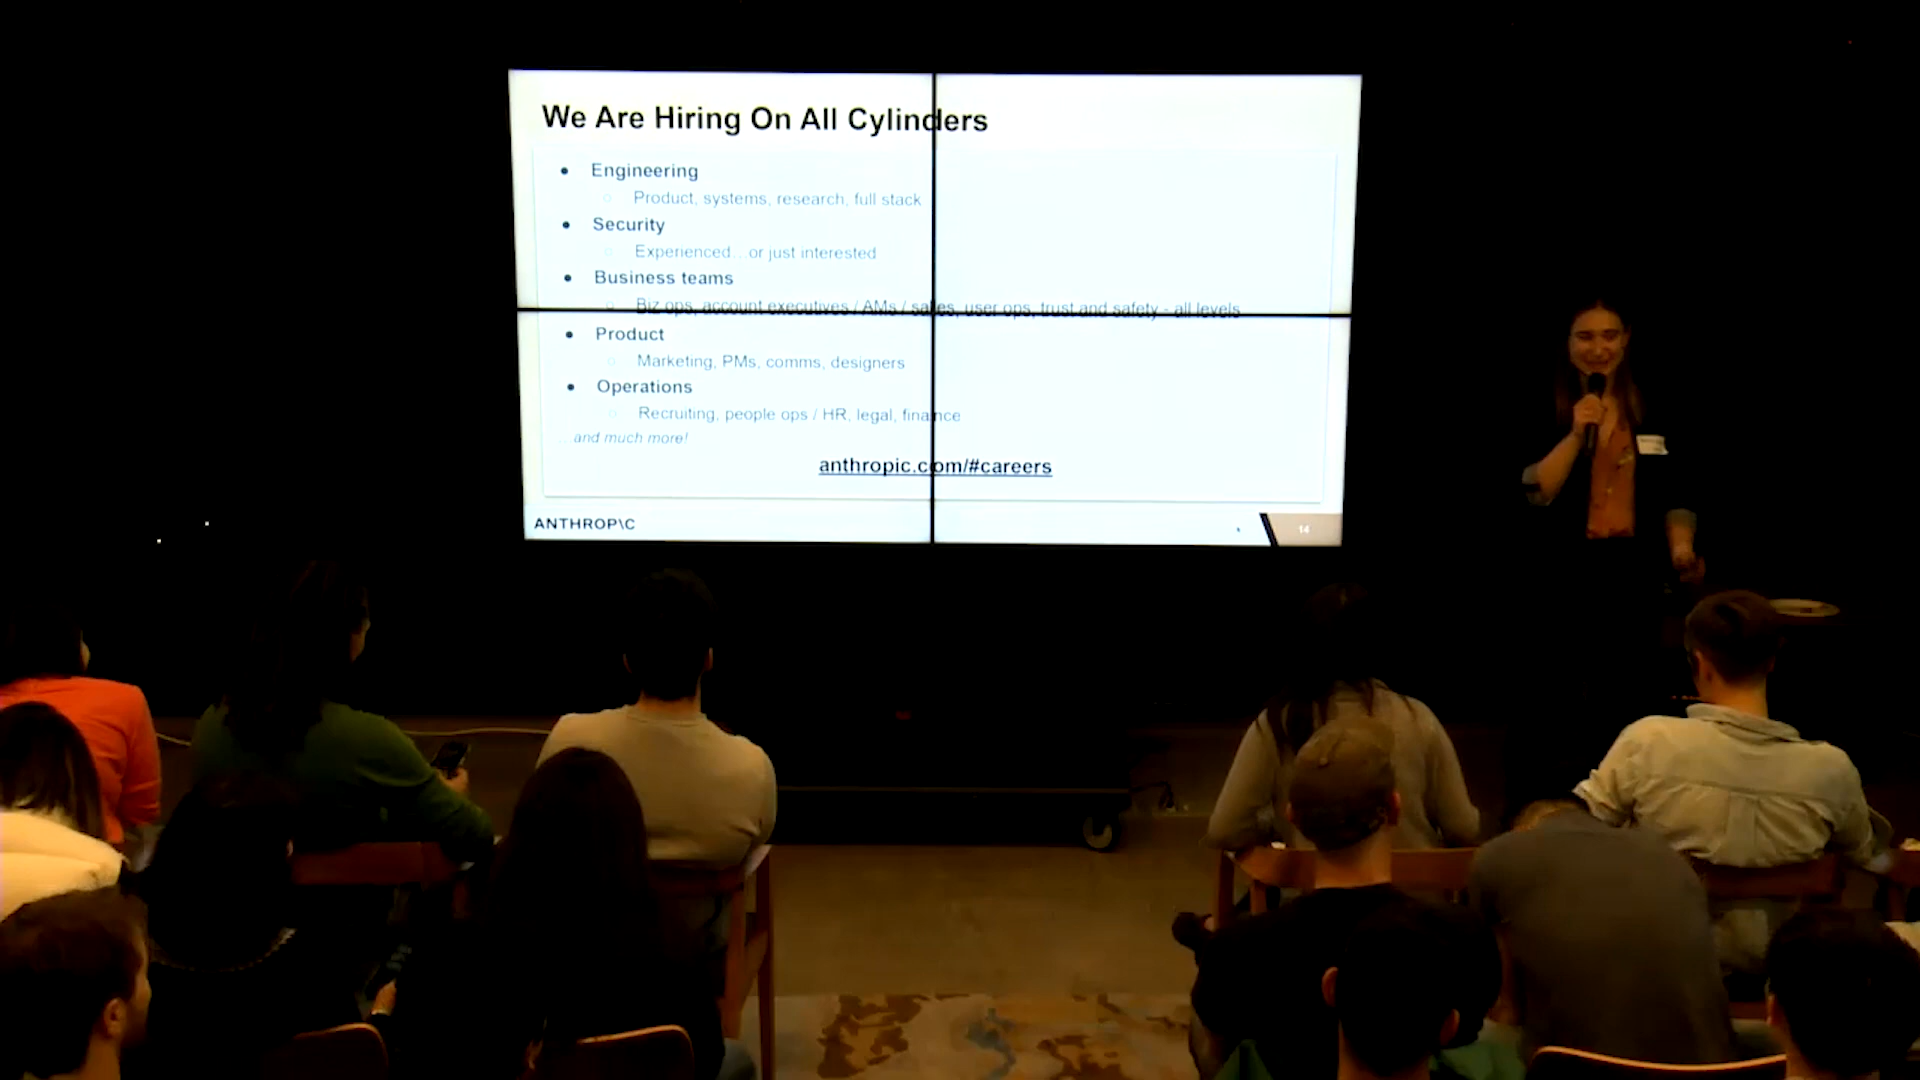 We Are Hiring On All Cylinders
● Engineering
○ Product, systems, research, full stack
● Security
○ Experienced...or just interested
● Business teams
○ Biz ops, account executives / AMs / sales, user ops, trust and safety - all levels
● Product
○ Marketing, PMs, comms, designers
● Operations
○ Recruiting, people ops / HR, legal, finance
...and much more!
anthropic.com/#careers
ANTHROP\C
14